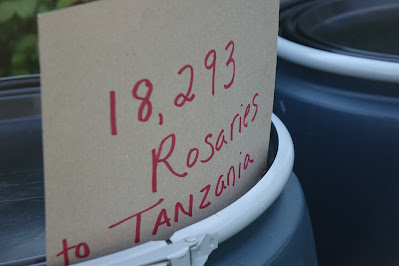 18,293
Rosaries
to TANzania